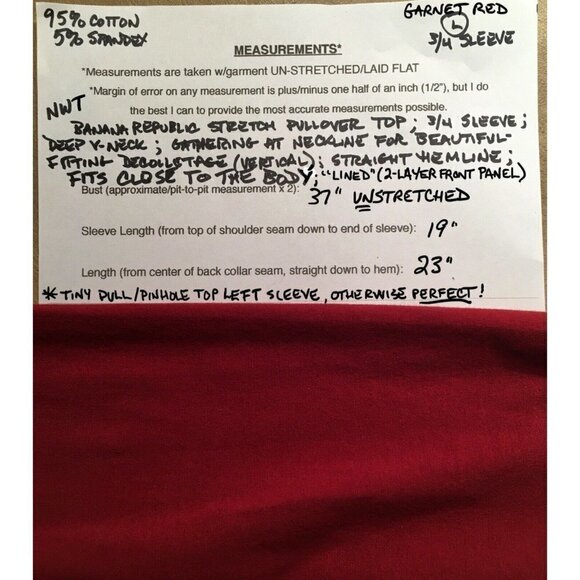 95% COTTON
5% SPANDEX
GARNET RED
L
3/4 SLEEVE
MEASUREMENTS*
*Measurements are taken w/garment UN-STRETCHED/LAID FLAT
*Margin of error on any measurement is plus/minus one half of an inch (1/2"), but I do
the best I can to provide the most accurate measurements possible.
NWT
BANANA REPUBLIC STRETCH PULLOVER TOP; 3/4 SLEEVE;
DEEP V-NECK; GATHERING AT NECKLINE FOR BEAUTIFUL-
FITTING DECOLLETAGE (VERTICAL); STRAIGHT HEMLINE;
FITS CLOSE TO THE BODY; "LINED" (2-LAYER FRONT PANEL)
Bust (approximate/pit-to-pit measurement x 2): 37" UNSTRETCHED
Sleeve Length (from top of shoulder seam down to end of sleeve): 19"
Length (from center of back collar seam, straight down to hem): 23"
*TINY PULL/PINHOLE TOP LEFT SLEEVE, OTHERWISE PERFECT!